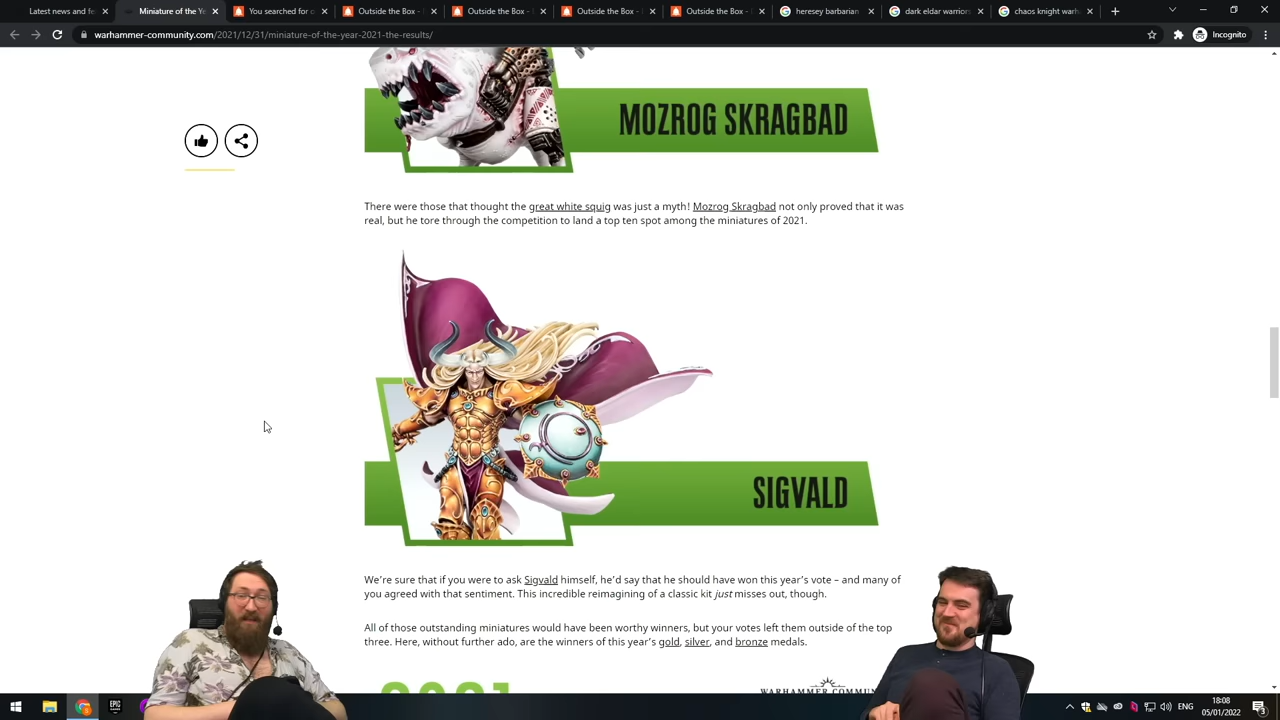 Latest news and fe
Miniature of the Ye
You searched for o
Outside the Box -
Outside the Box -
Outside the Box -
Outside the Box -
heresey barbarian
dark eldar warriors
chaos knight warh
warhammer-community.com/2021/12/31/miniature-of-the-year-2021-the-results/
Incognito
MOZROG SKRAGBAD
There were those that thought the great white squig was just a myth! Mozrog Skragbad not only proved that it was
real, but he tore through the competition to land a top ten spot among the miniatures of 2021.
SIGVALD
We're sure that if you were to ask Sigvald himself, he'd say that he should have won this year's vote – and many of
you agreed with that sentiment. This incredible reimagining of a classic kit just misses out, though.
All of those outstanding miniatures would have been worthy winners, but your votes left them outside of the top
three. Here, without further ado, are the winners of this year's gold, silver, and bronze medals.
2021
WARHAMMER COMMUN
EPIC
ENG
18:08
05/01/2022